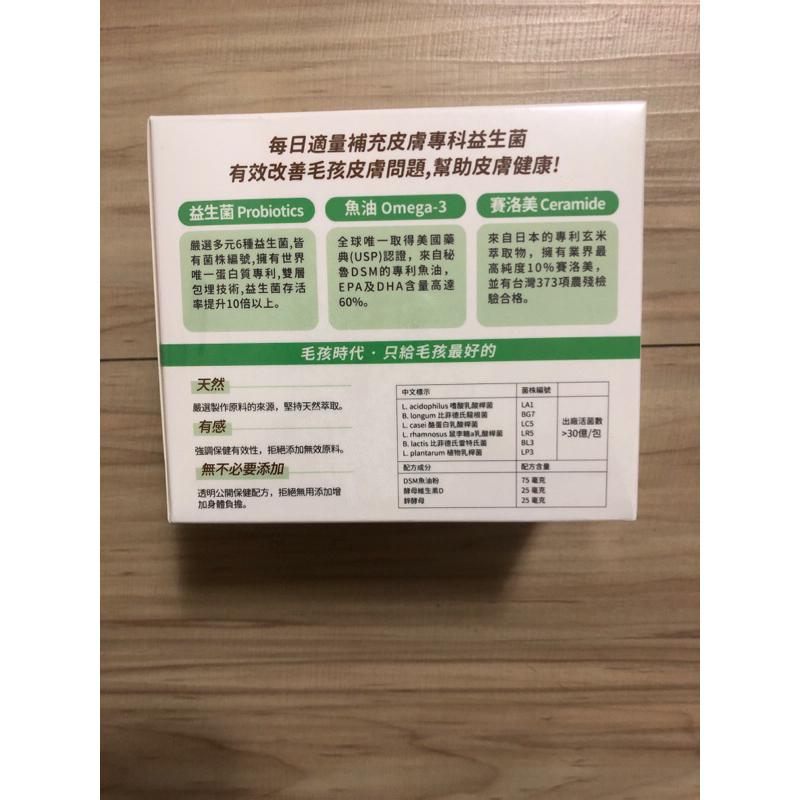 每日適量補充皮膚專科益生菌
有效改善毛孩皮膚問題,幫助皮膚健康!
益生菌 Probiotics
嚴選多元6種益生菌,皆
有菌株編號,擁有世界
唯一蛋白質專利,雙層
包埋技術,益生菌存活
率提升10倍以上。
魚油 Omega-3
全球唯一取得美國藥
典(USP)認證,來自秘
魯DSM的專利魚油,
EPA及DHA含量高達
60%。
賽洛美 Ceramide
來自日本的專利玄米
萃取物,擁有業界最
高純度10%賽洛美,
並有台灣373項農殘檢
驗合格。
毛孩時代·只給毛孩最好的
天然
嚴選製作原料的來源,堅持天然萃取。
有感
強調保健有效性,拒絕添加無效原料。
無不必要添加
透明公開保健配方,拒絕無用添加增
加身體負擔。
中文標示 菌株編號
L. acidophilus 嗜酸乳酸桿菌 LA1
B. longum 比菲德氏龍根菌 BG7
L. casei 酪蛋白乳酸桿菌 LC5
L. rhamnosus 鼠李糖a乳酸桿菌 LR5
B. lactis 比菲德氏雷特氏菌 BL3
L. plantarum 植物乳桿菌 LP3
出廠活菌數
>30億/包
配方成分 配方含量
DSM魚油粉 75 毫克
酵母維生素D 25 毫克
鋅酵母 25 毫克